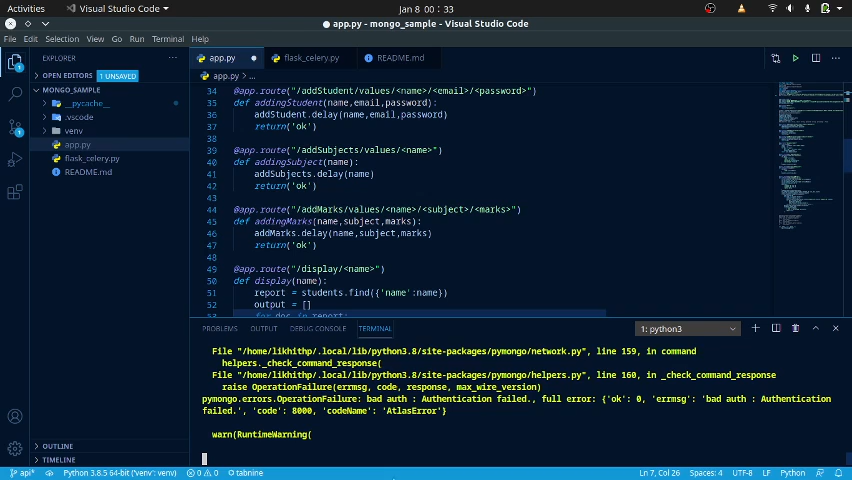 Activities
Visual Studio Code
Jan 8 00 : 33
app.py - mongo_sample - Visual Studio Code
File Edit Selection View Go Run Terminal Help
EXPLORER
OPEN EDITORS 1 UNSAVED
MONGO_SAMPLE
__pycache__
.vscode
venv
app.py
flask_celery.py
README.md
OUTLINE
TIMELINE
app.py
flask_celery.py
README.md
app.py > ...
34 @app.route("/addStudent/values/<name>/<email>/<password>")
35 def addingStudent(name,email,password):
36 addStudent.delay(name,email,password)
37 return('ok')
38
39 @app.route("/addSubjects/values/<name>")
40 def addingSubject(name):
41 addSubjects.delay(name)
42 return('ok')
43
44 @app.route("/addMarks/values/<name>/<subject>/<marks>")
45 def addingMarks(name,subject,marks):
46 addMarks.delay(name,subject,marks)
47 return('ok')
48
49 @app.route("/display/<name>")
50 def display(name):
51 report = students.find({'name':name})
52 output = []
for doc in report:
PROBLEMS OUTPUT DEBUG CONSOLE TERMINAL
1: python3
File "/home/likhithp/.local/lib/python3.8/site-packages/pymongo/network.py", line 159, in command
helpers._check_command_response(
File "/home/likhithp/.local/lib/python3.8/site-packages/pymongo/helpers.py", line 160, in _check_command_response
raise OperationFailure(errmsg, code, response, max_wire_version)
pymongo.errors.OperationFailure: bad auth : Authentication failed., full error: {'ok': 0, 'errmsg': 'bad auth : Authentication
failed.', 'code': 8000, 'codeName': 'AtlasError'}
warn(RuntimeWarning(
api*
Python 3.8.5 64-bit ('venv': venv)
0 0
tabnine
Ln 7, Col 26
Spaces: 4
UTF-8
LF
Python